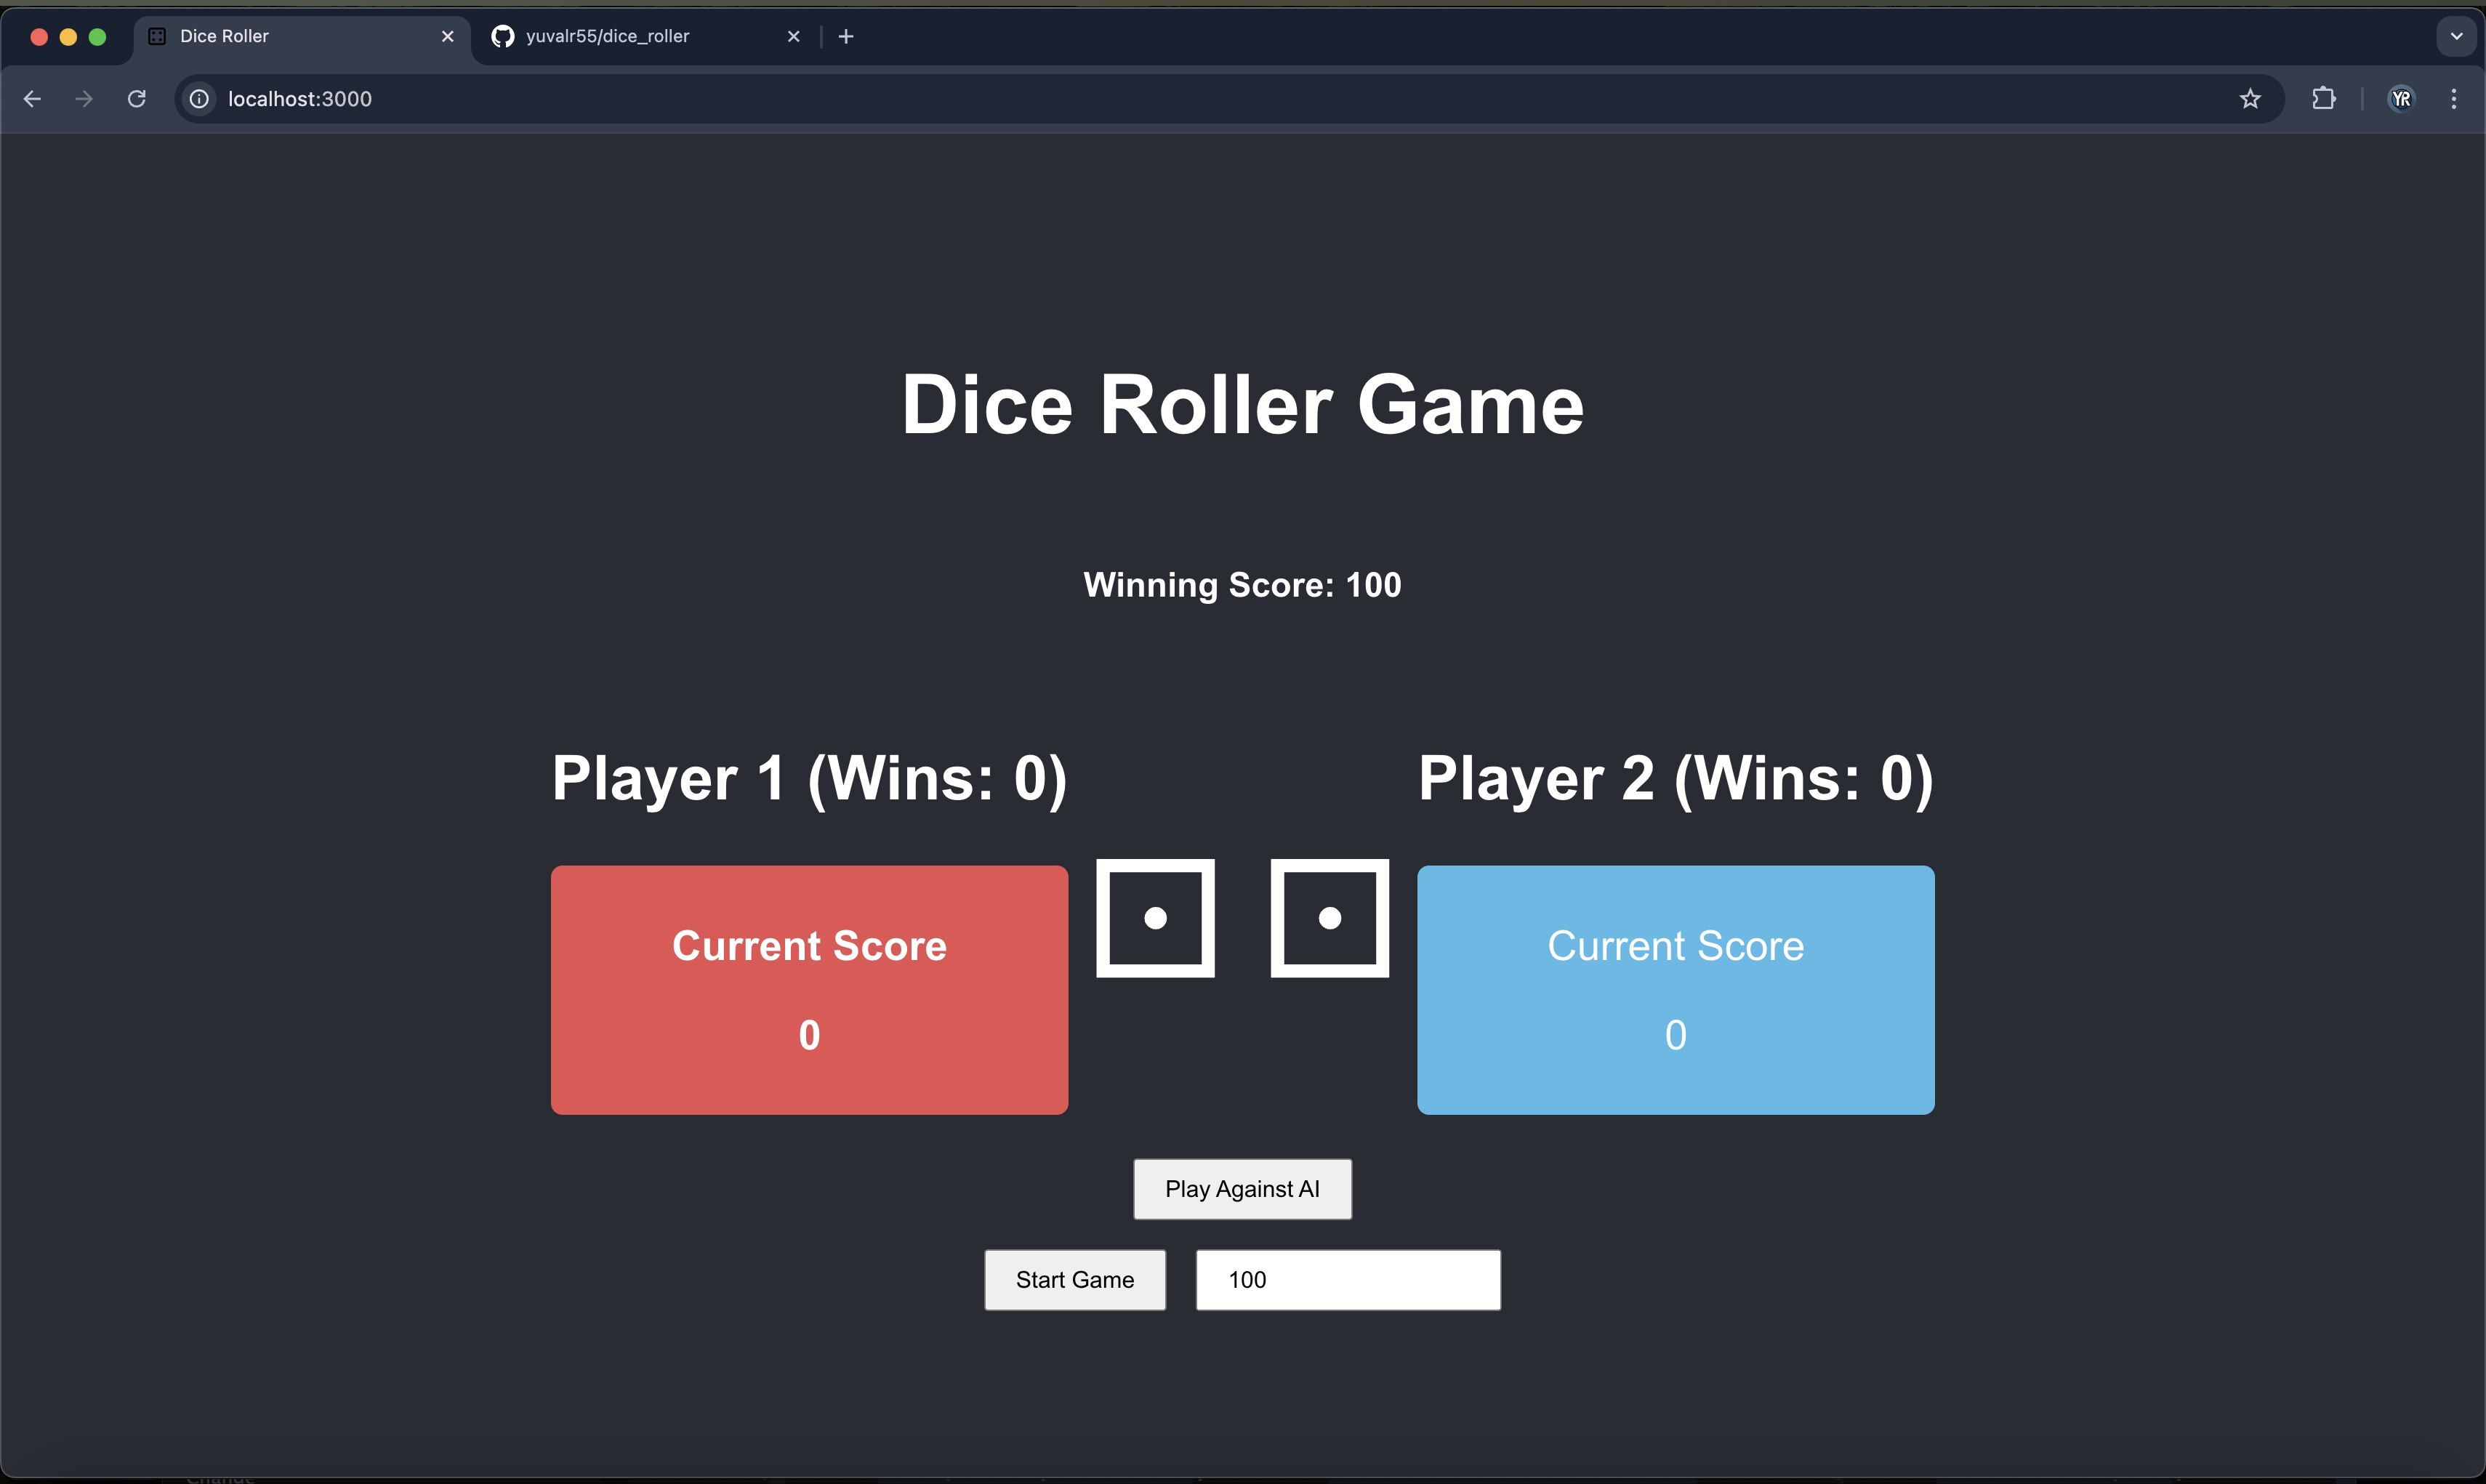 Dice Roller
yuvalr55/dice_roller
localhost:3000
YR
Dice Roller Game
Winning Score: 100
Player 1 (Wins: 0)
Player 2 (Wins: 0)
Current Score
0
Current Score
0
Play Against AI
Start Game
100